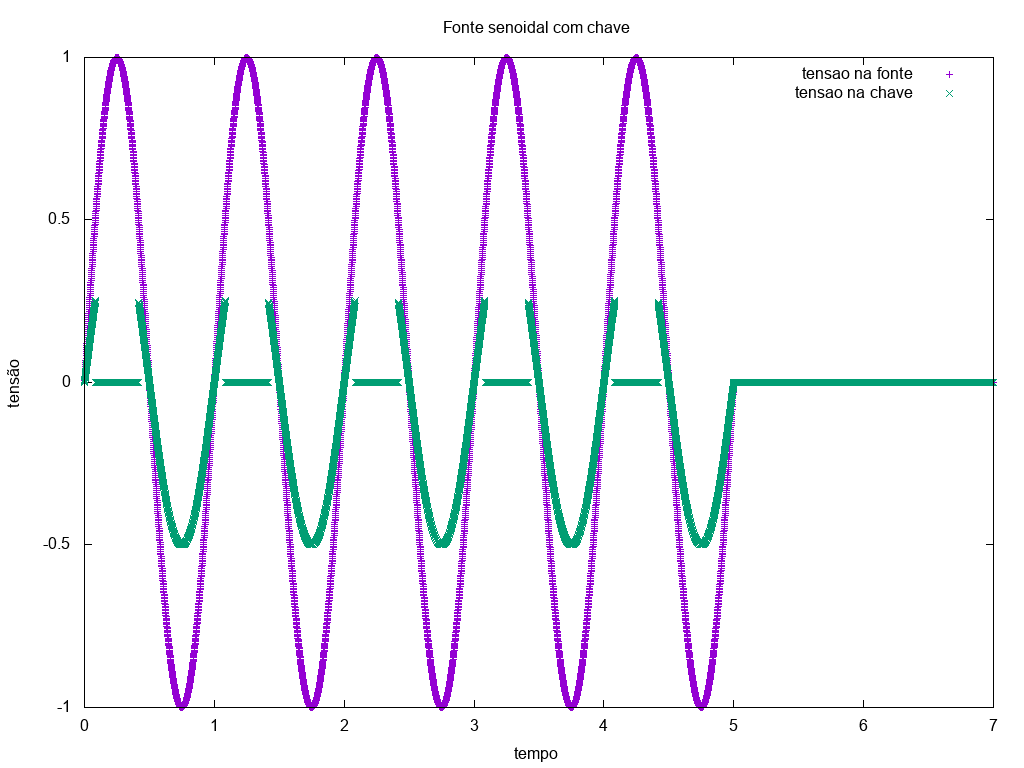 Fonte senoidal com chave
1
tensao na fonte
tensao na chave
0.5
tensão
0
-0.5
-1
0 1 2 3 4 5 6 7
tempo